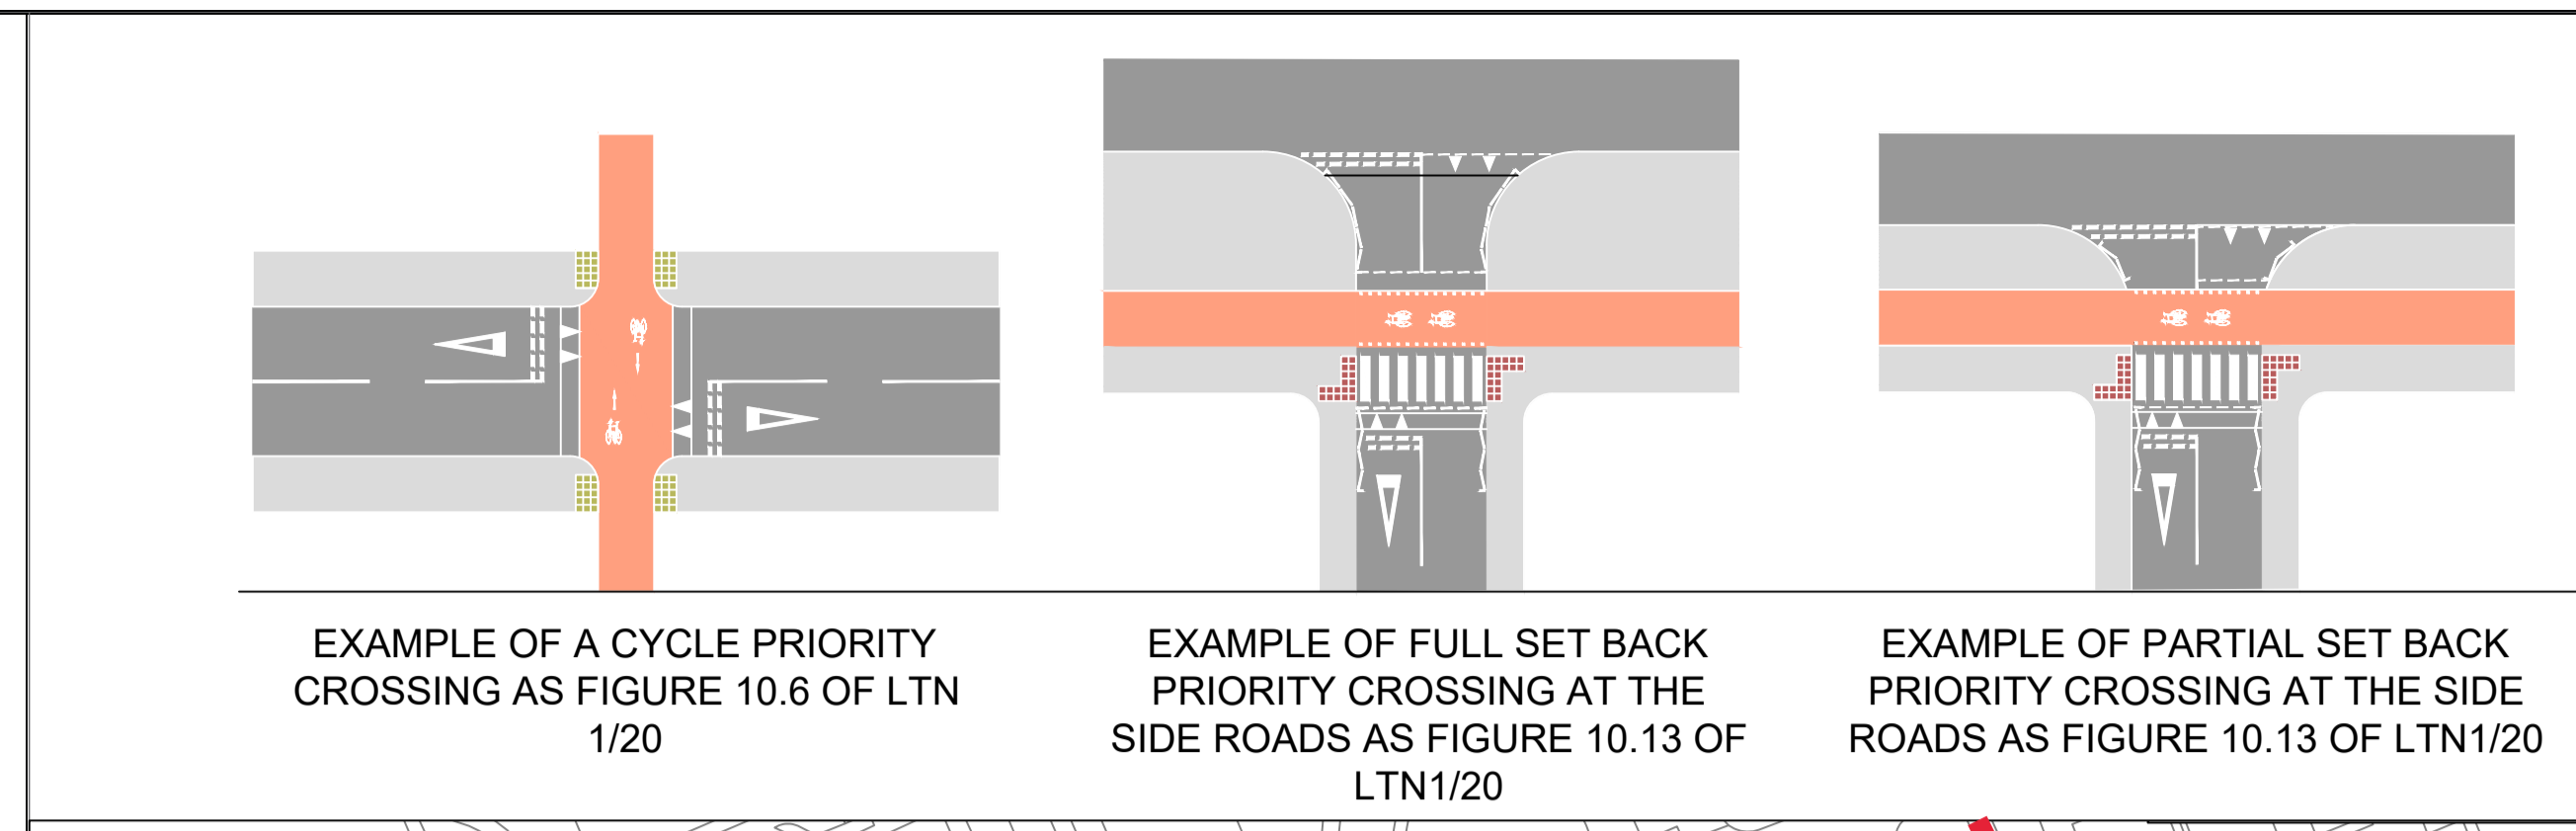 EXAMPLE OF A CYCLE PRIORITY
CROSSING AS FIGURE 10.6 OF LTN
1/20
EXAMPLE OF FULL SET BACK
PRIORITY CROSSING AT THE
SIDE ROADS AS FIGURE 10.13 OF
LTN1/20
EXAMPLE OF PARTIAL SET BACK
PRIORITY CROSSING AT THE SIDE
ROADS AS FIGURE 10.13 OF LTN1/20